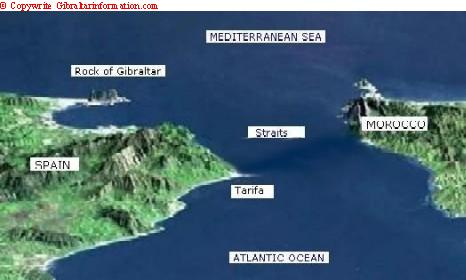 © Copywrite Gibraltarinformation.com
MEDITERRANEAN SEA
Rock of Gibraltar
MOROCCO
Straits
SPAIN
Tarifa
ATLANTIC OCEAN